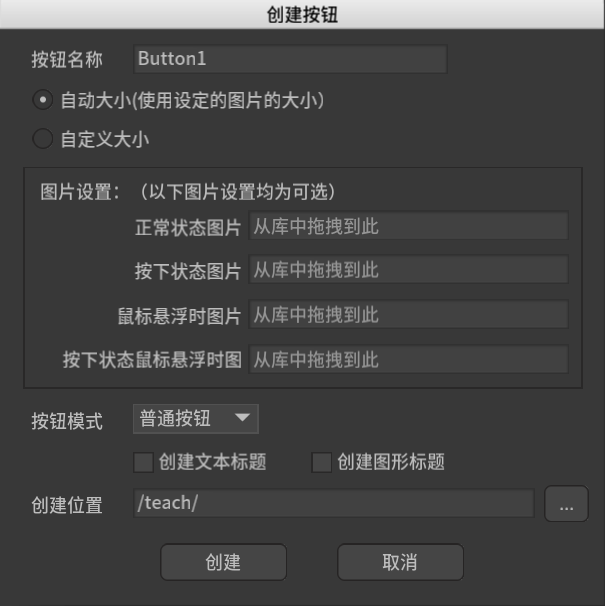 创建按钮
按钮名称 Button1
自动大小(使用设定的图片的大小)
自定义大小
图片设置：（以下图片设置均为可选）
正常状态图片 从库中拖拽到此
按下状态图片 从库中拖拽到此
鼠标悬浮时图片 从库中拖拽到此
按下状态鼠标悬浮时图 从库中拖拽到此
按钮模式 普通按钮
创建文本标题 创建图形标题
创建位置 /teach/ ...
创建 取消